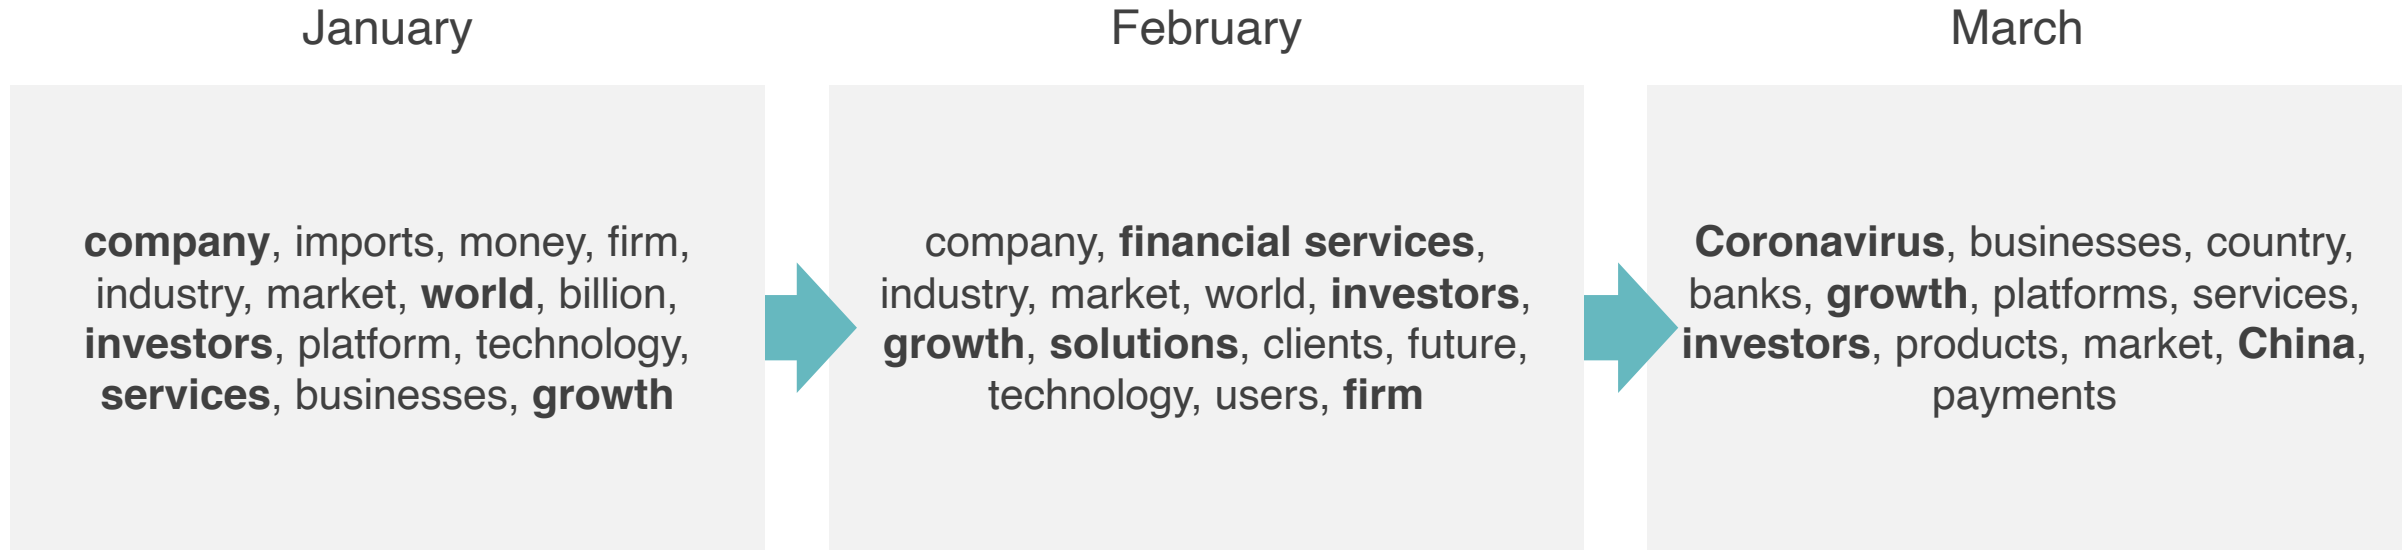 January
company, imports, money, firm,
industry, market, world, billion,
investors, platform, technology,
services, businesses, growth
February
company, financial services,
industry, market, world, investors,
growth, solutions, clients, future,
technology, users, firm
March
Coronavirus, businesses, country,
banks, growth, platforms, services,
investors, products, market, China,
payments